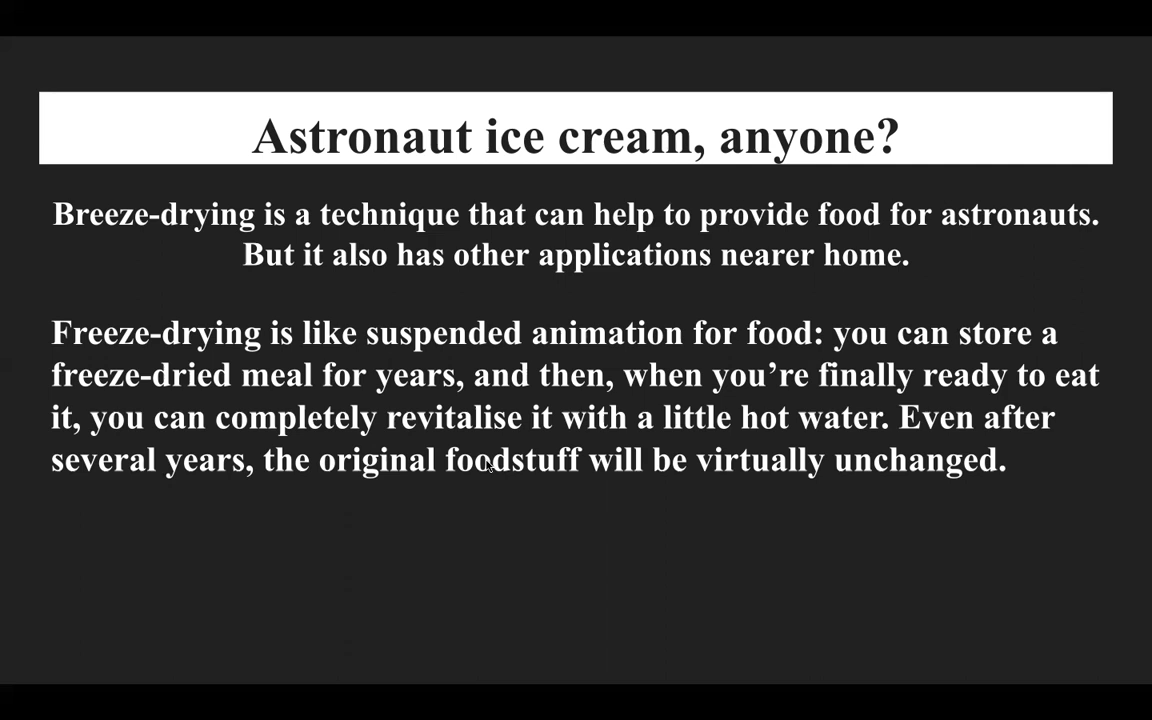 Astronaut ice cream, anyone?
Breeze-drying is a technique that can help to provide food for astronauts.
But it also has other applications nearer home.
Freeze-drying is like suspended animation for food: you can store a
freeze-dried meal for years, and then, when you’re finally ready to eat
it, you can completely revitalise it with a little hot water. Even after
several years, the original foodstuff will be virtually unchanged.